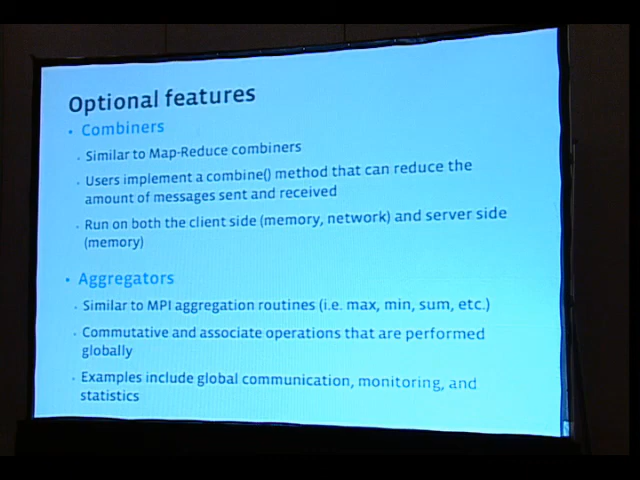 Optional features
• Combiners
• Similar to Map-Reduce combiners
• Users implement a combine() method that can reduce the
amount of messages sent and received
• Run on both the client side (memory, network) and server side
(memory)
• Aggregators
• Similar to MPI aggregation routines (i.e. max, min, sum, etc.)
• Commutative and associate operations that are performed
globally
• Examples include global communication, monitoring, and
statistics